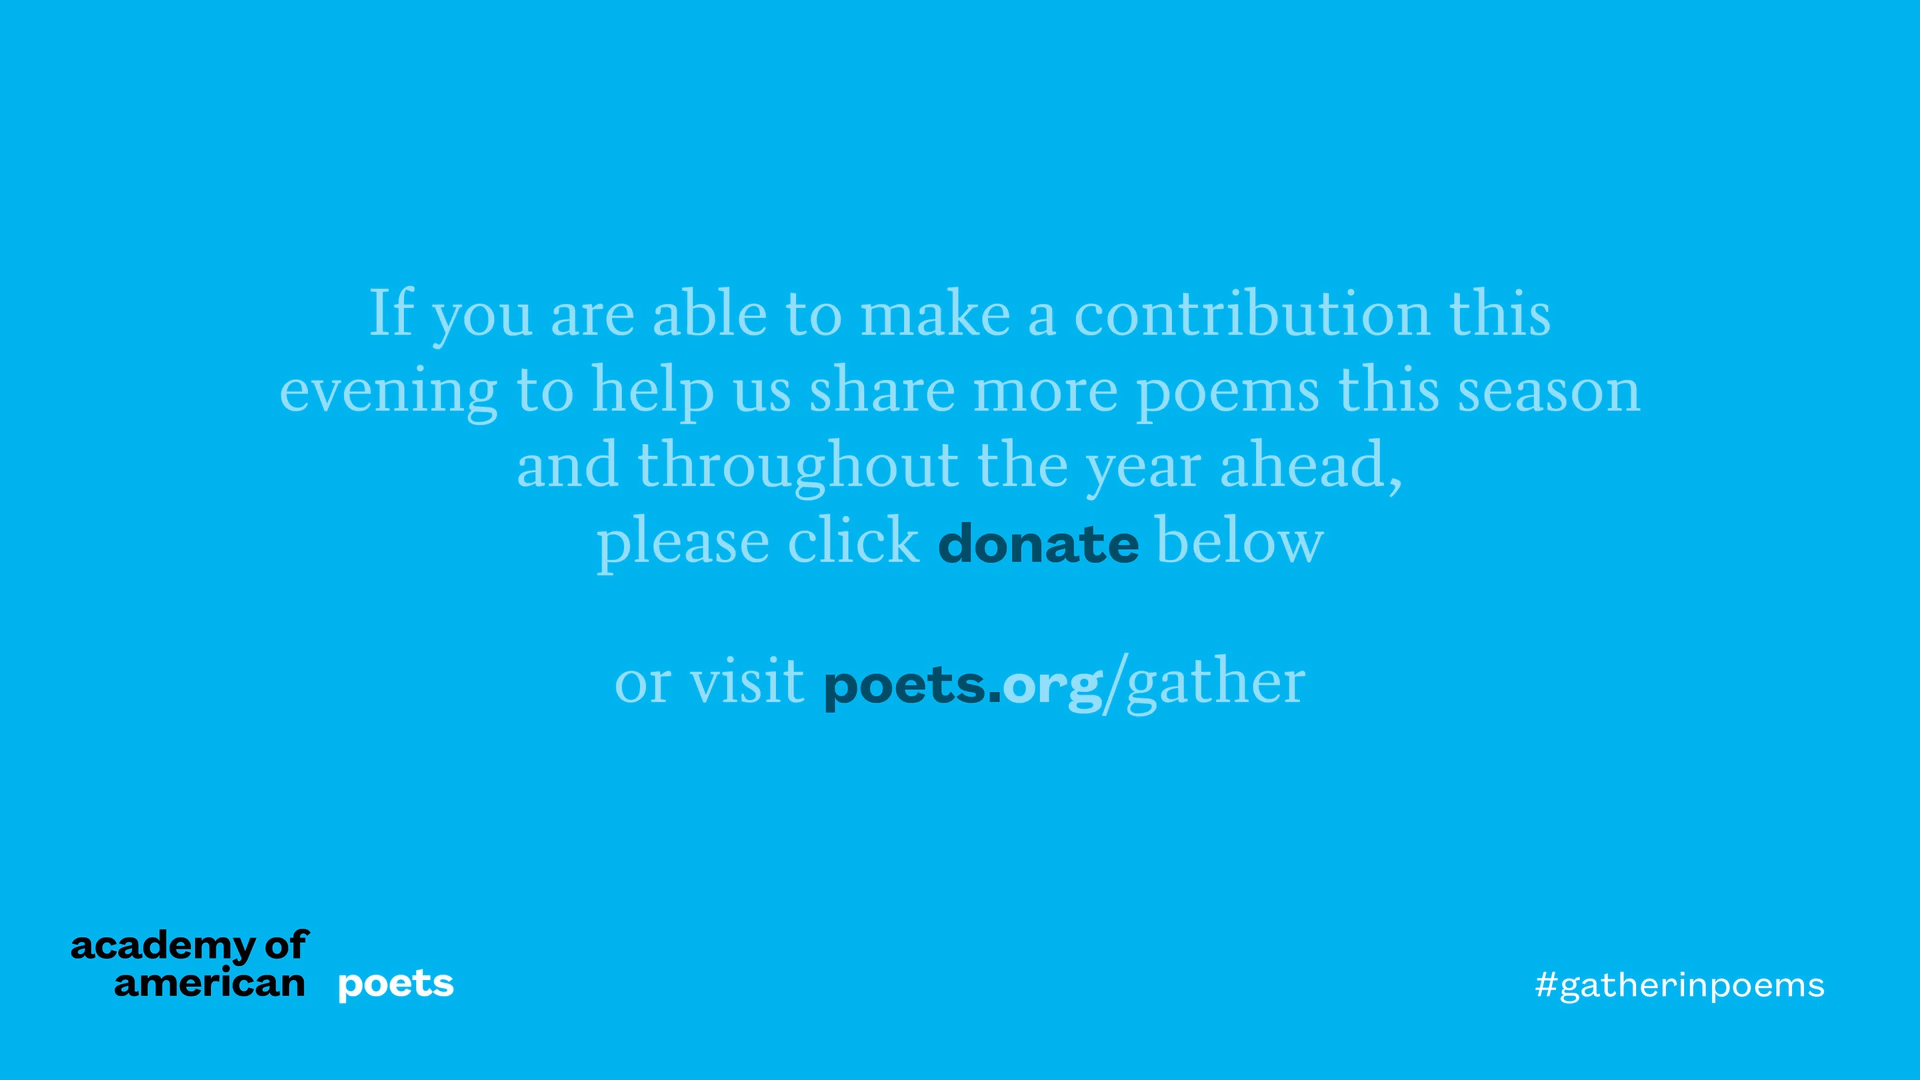 If you are able to make a contribution this
evening to help us share more poems this season
and throughout the year ahead,
please click donate below
or visit poets.org/gather
academy of
american poets
#gatherinpoems